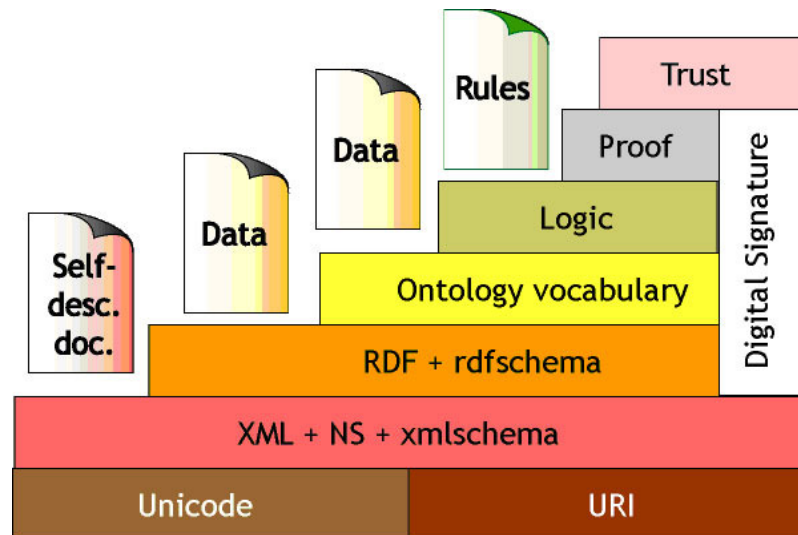 Trust
Rules
Proof
Data
Logic
Data
Digital Signature
Self-
desc.
doc.
Ontology vocabulary
RDF + rdfschema
XML + NS + xmlschema
Unicode
URI